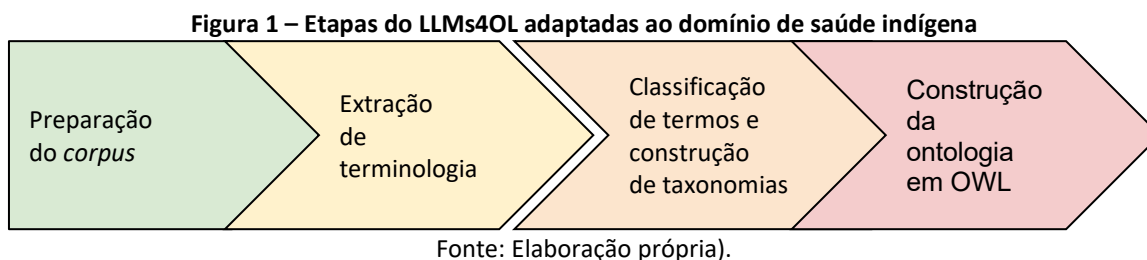 Figura 1 – Etapas do LLMs4OL adaptadas ao domínio de saúde indígena
Preparação
do corpus
Extração
de
terminologia
Classificação
de termos e
construção
de taxonomias
Construção
da
ontologia
em OWL
Fonte: Elaboração própria).